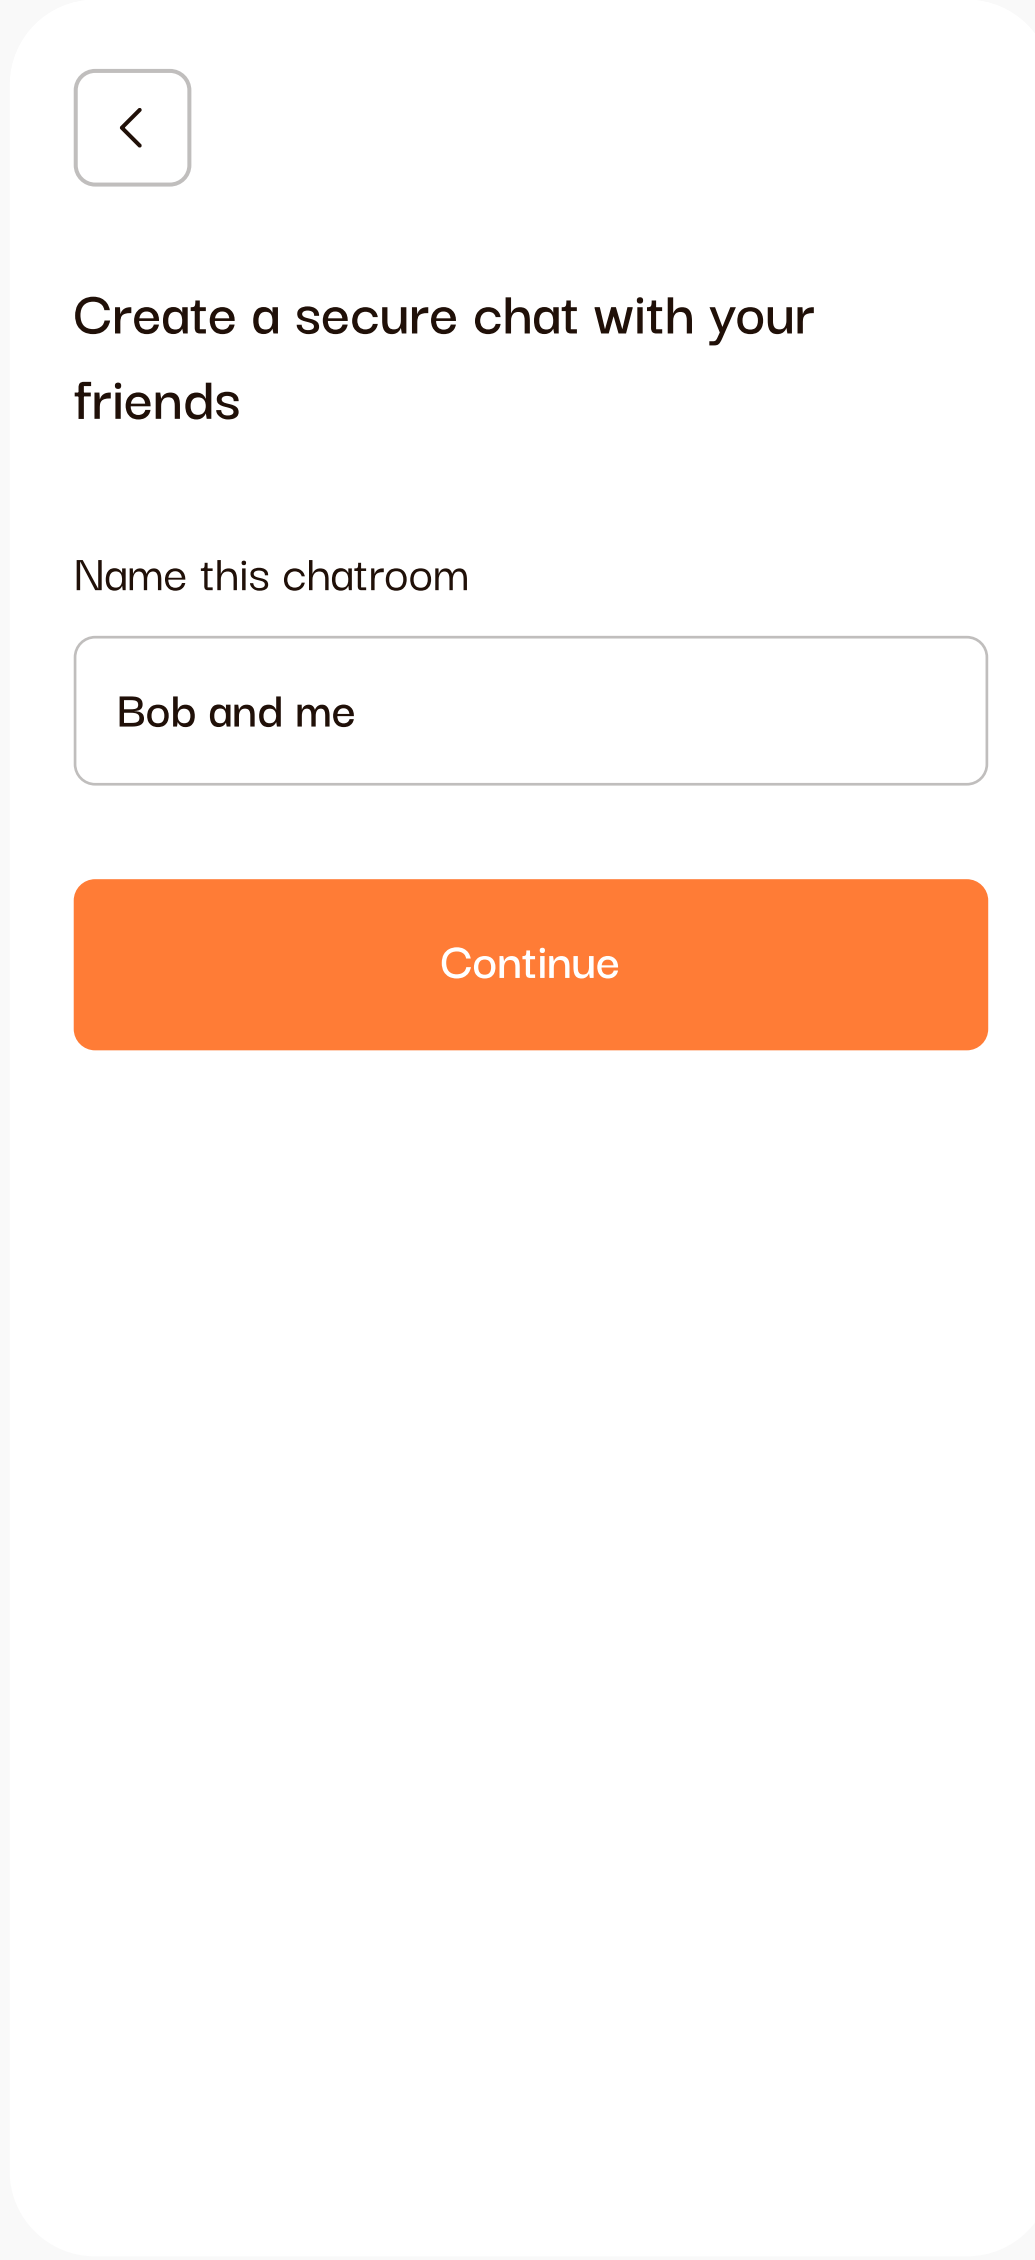 Create a secure chat with your
friends
Name this chatroom
Bob and me
Continue